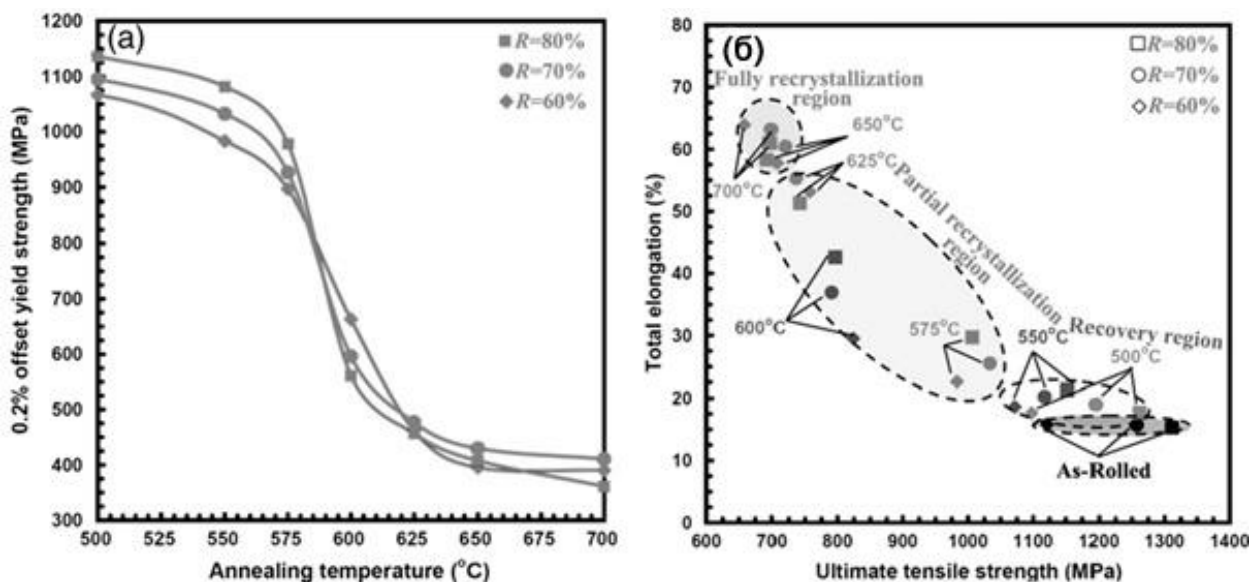 (а)
R=80%
R=70%
R=60%
1200
1100
1000
900
800
700
600
500
400
300
500 525 550 575 600 625 650 675 700
0.2% offset yield strength (MPa)
Annealing temperature (°C)
(б)
R=80%
R=70%
R=60%
Fully recrystallization
region
650°C
625°C
700°C
Partial recrystallization
region
600°C
575°C
550°C
Recovery region
500°C
As-Rolled
80
70
60
50
40
30
20
10
0
600 700 800 900 1000 1100 1200 1300 1400
Total elongation (%)
Ultimate tensile strength (MPa)